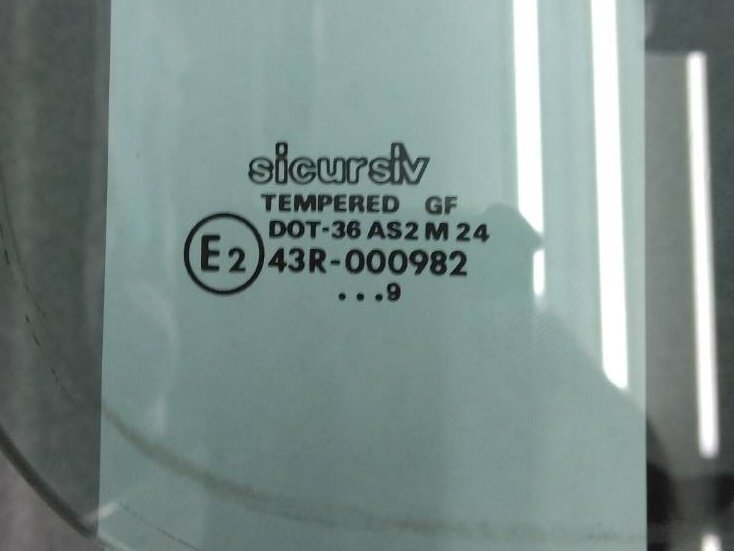 sicursiv
TEMPERED GF
DOT-36 AS2 M 24
E2 43R-000982
...9